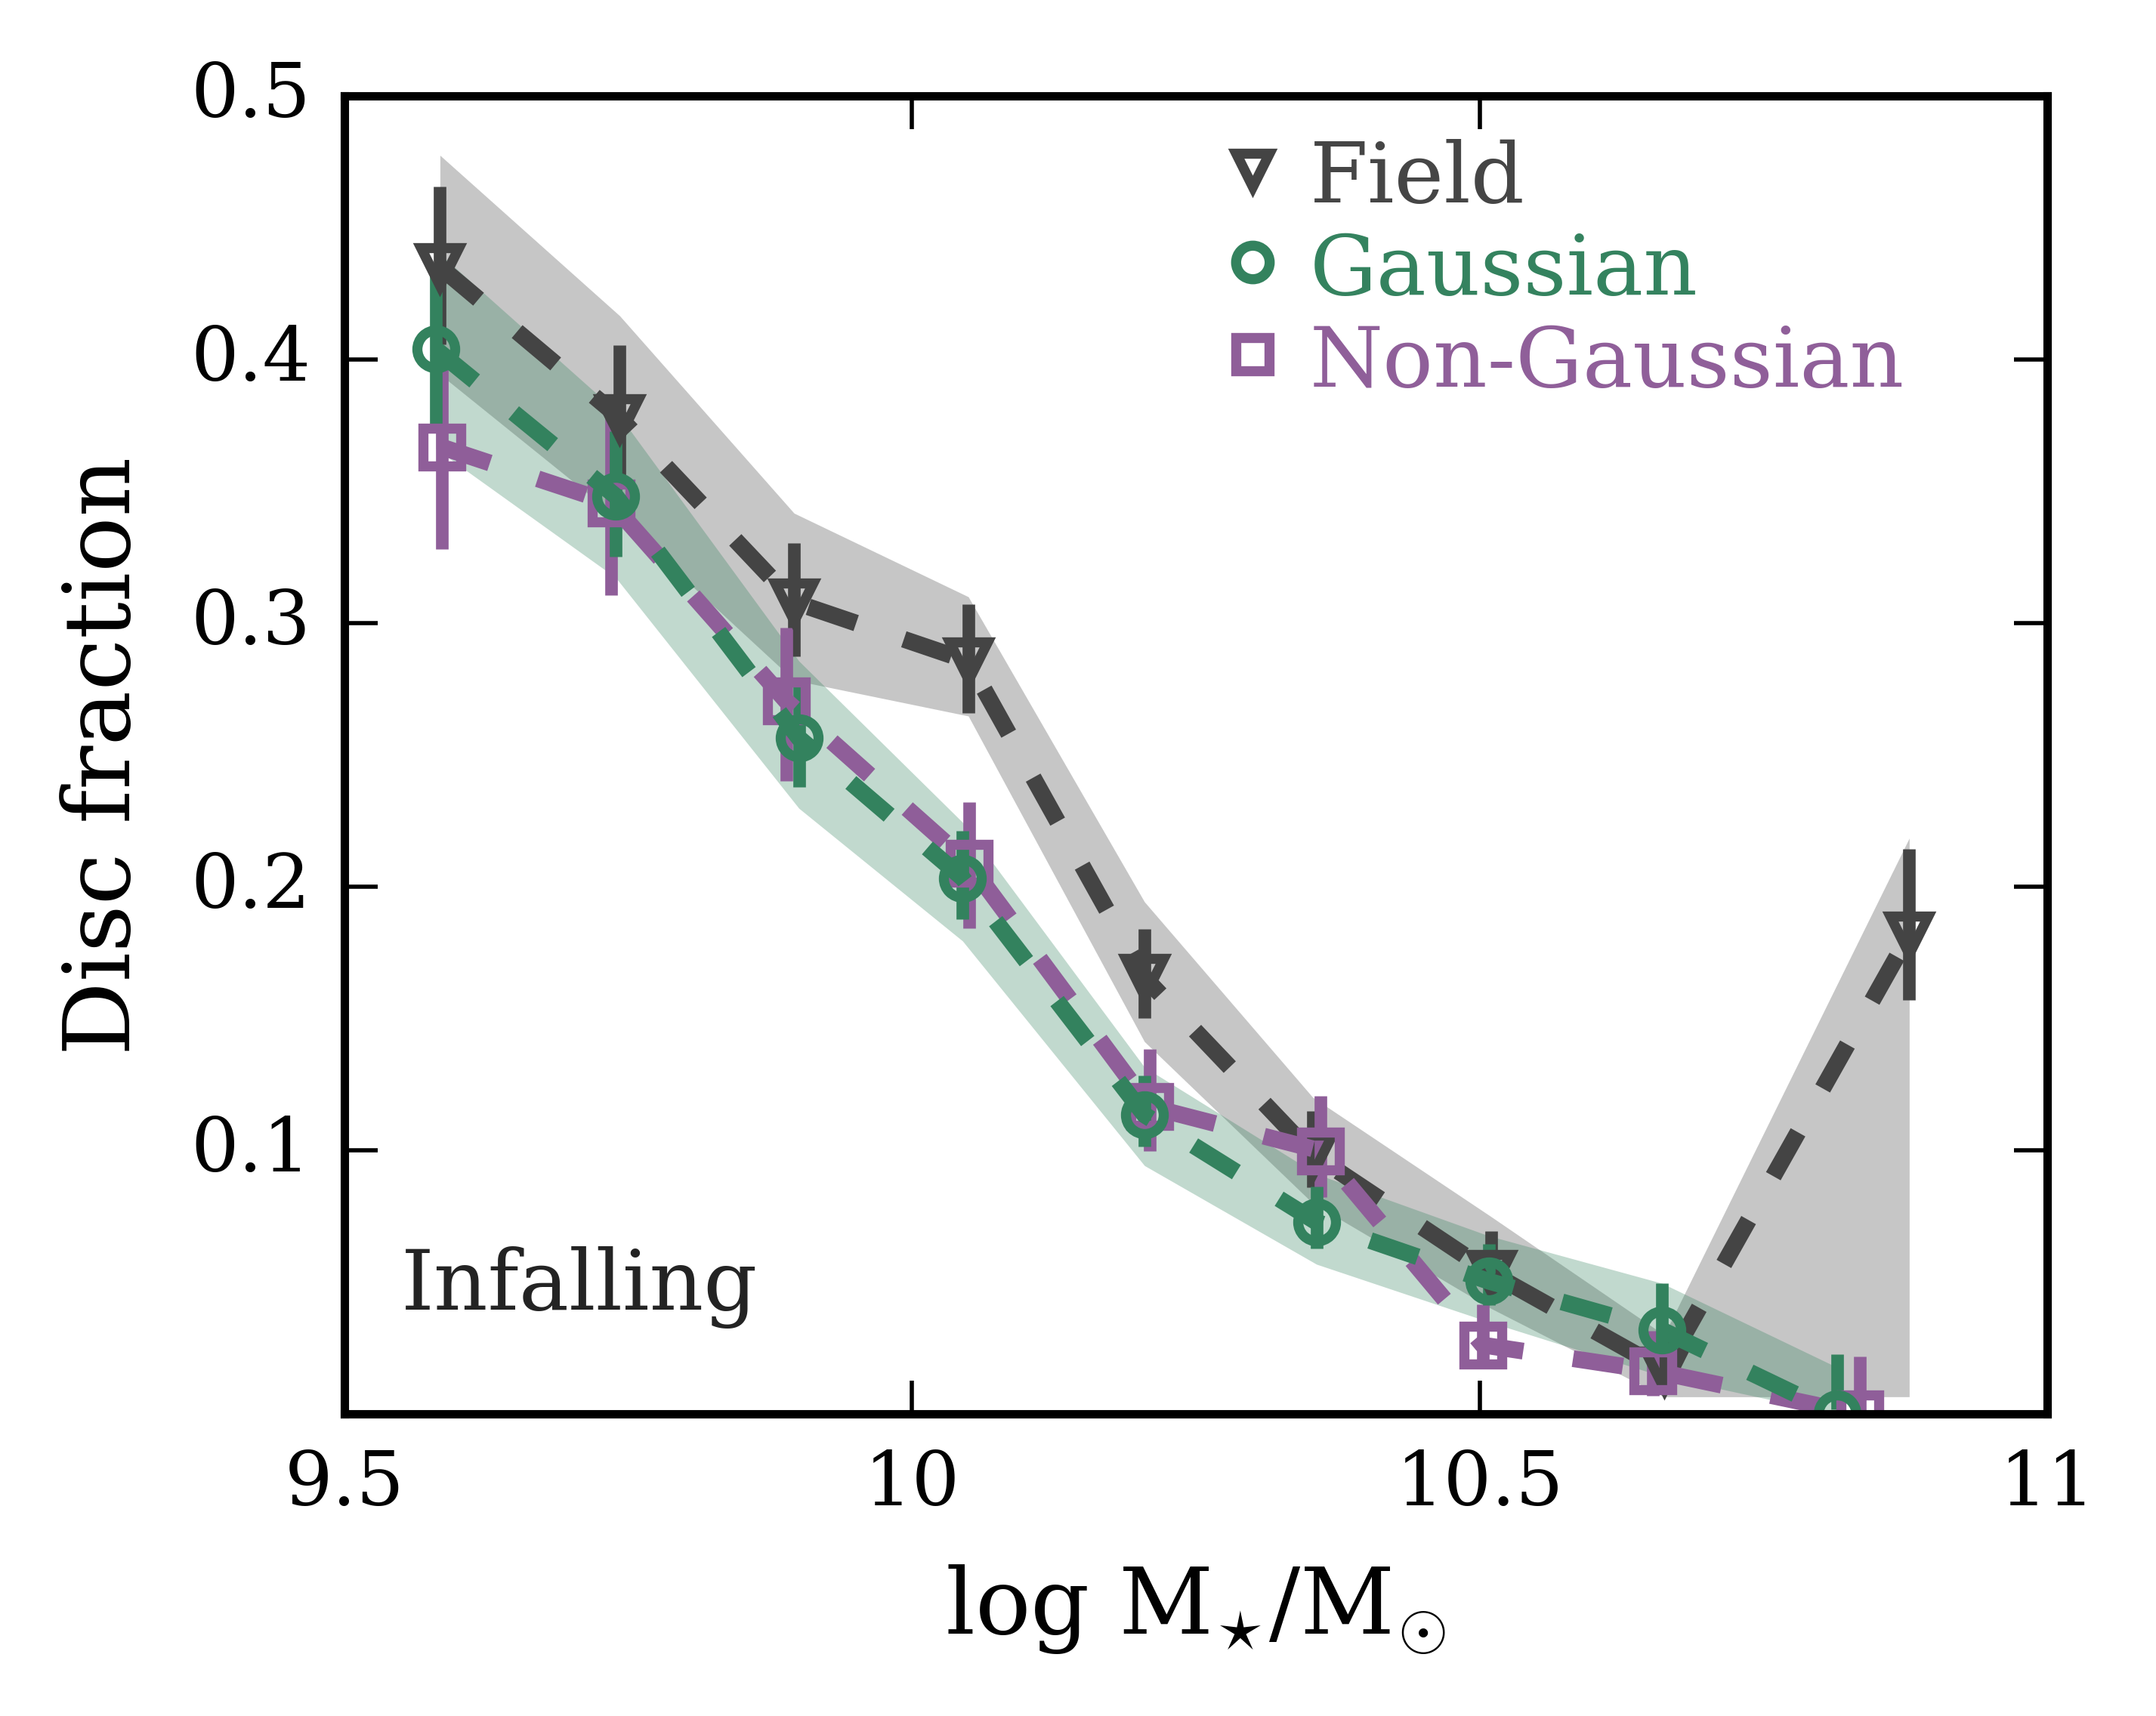 0.5
Field
Gaussian
0.4
Non-Gaussian
0.3
0.2
0.1
Disc fraction
Infalling
9.5 10 10.5 11
log M⋆/M⊙